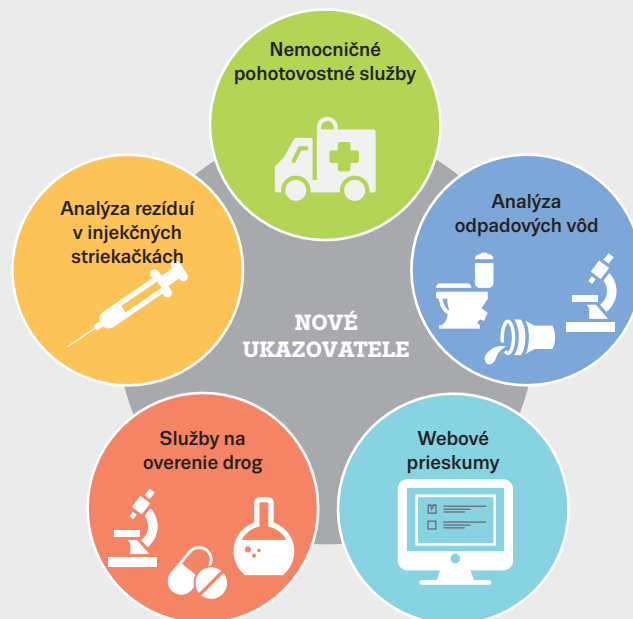 Nemocničné
pohotovostné služby
Analýza rezíduí
v injekčných
striekačkách
Analýza
odpadových vôd
NOVÉ
UKAZOVATELE
Služby na
overenie drog
Webové
prieskumy